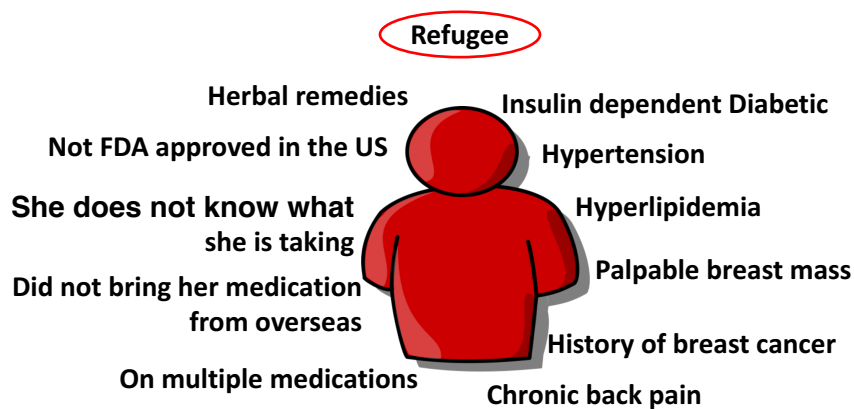 Refugee
Herbal remedies
Insulin dependent Diabetic
Not FDA approved in the US
Hypertension
She does not know what
she is taking
Hyperlipidemia
Palpable breast mass
Did not bring her medication
from overseas
History of breast cancer
On multiple medications
Chronic back pain